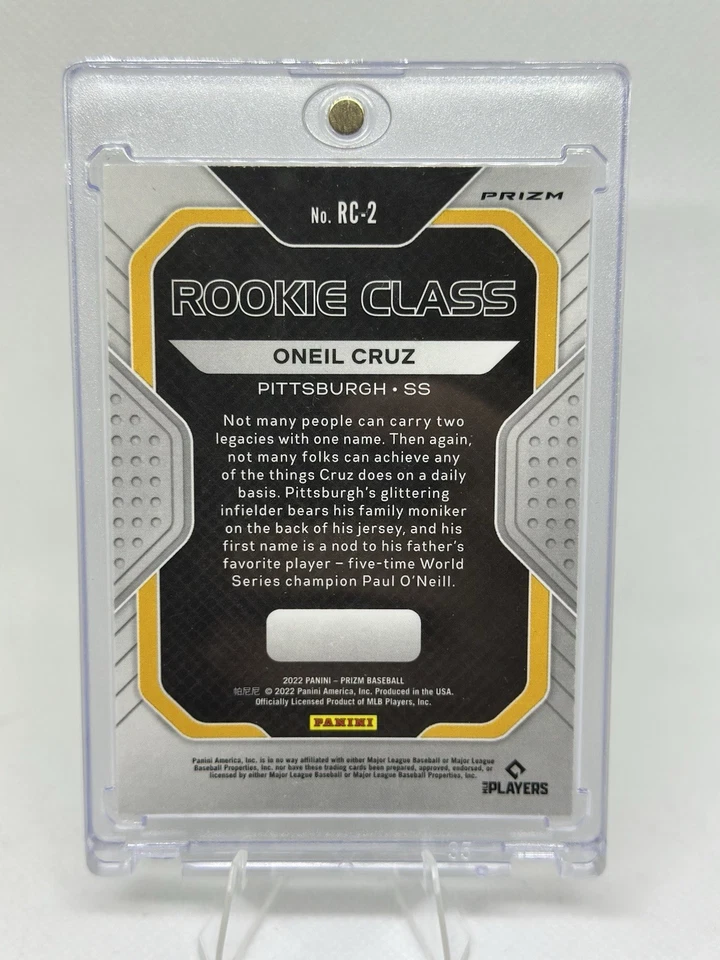 No. RC-2
PRIZM
ROOKIE CLASS
ONEIL CRUZ
PITTSBURGH • SS
Not many people can carry two
legacies with one name. Then again,
not many folks can achieve any
of the things Cruz does on a daily
basis. Pittsburgh's glittering
infielder bears his family moniker
on the back of his jersey, and his
first name is a nod to his father's
favorite player – five-time World
Series champion Paul O'Neill.
2022 PANINI – PRIZM BASEBALL
帕尼尼 © 2022 Panini America, Inc. Produced in the USA.
Officially Licensed Product of MLB Players, Inc.
PANINI
Panini America, Inc. is in no way affiliated with either Major League Baseball or Major League
Baseball Properties, Inc. nor have these trading cards been prepared, approved, endorsed, or
licensed by either Major League Baseball or Major League Baseball Properties, Inc.
MLB PLAYERS